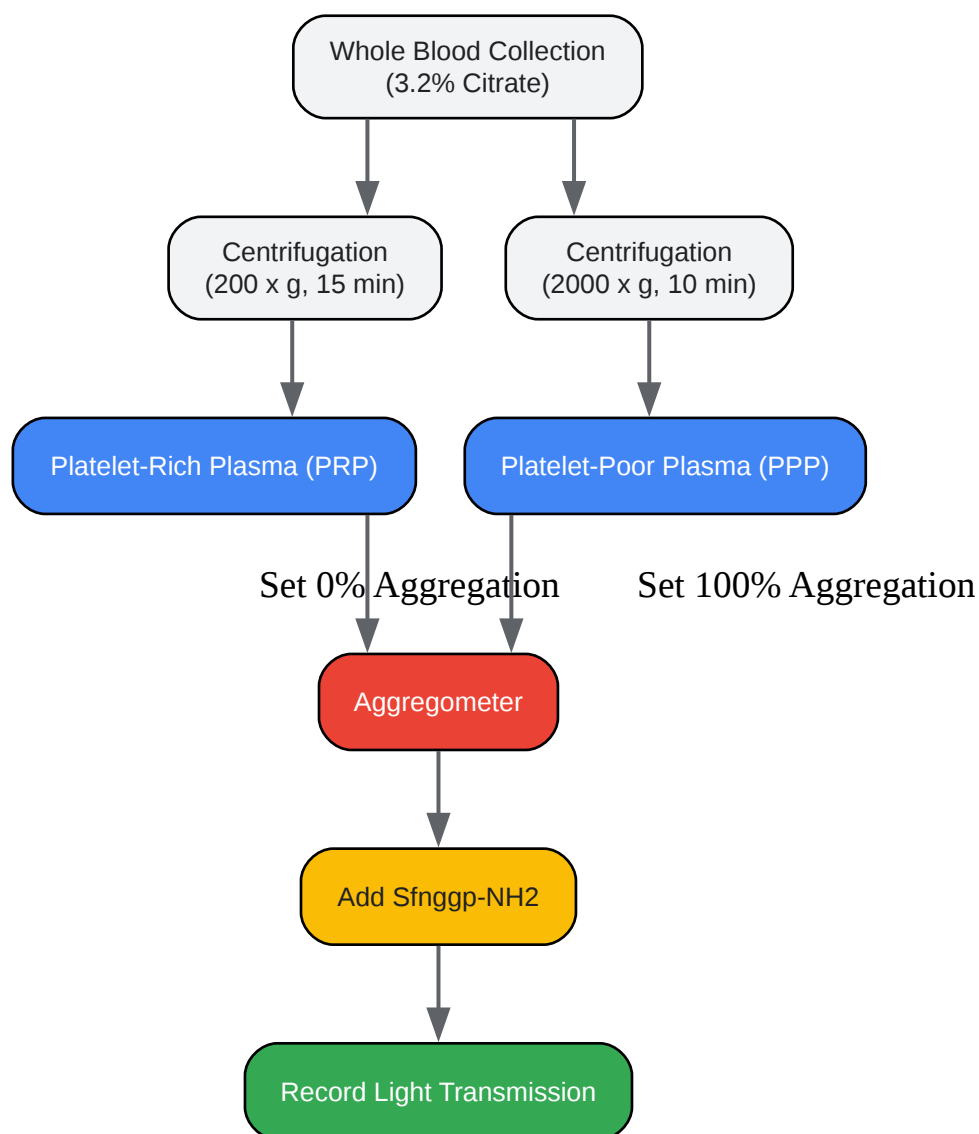 Whole Blood Collection
(3.2% Citrate)
Centrifugation
(200 x g, 15 min)
Centrifugation
(2000 x g, 10 min)
Platelet-Rich Plasma (PRP)
Platelet-Poor Plasma (PPP)
Set 0% Aggregation
Set 100% Aggregation
Aggregometer
Add Sfnggp-NH2
Record Light Transmission